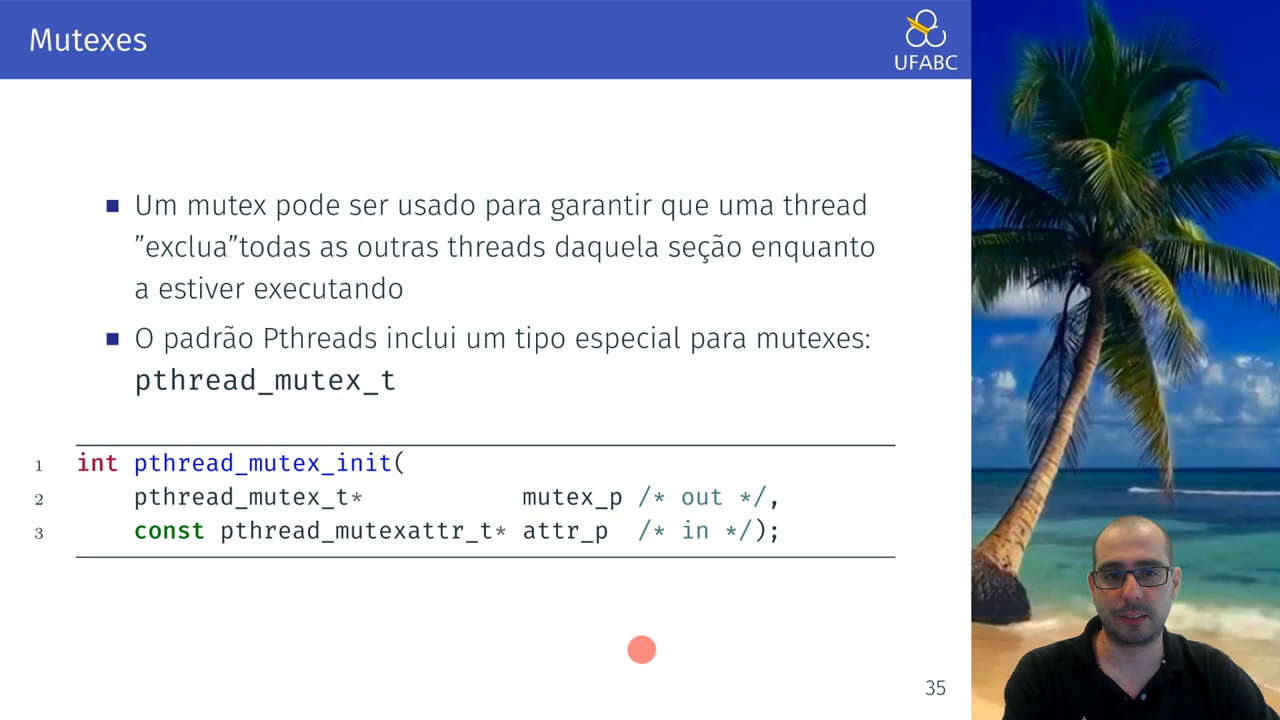 Mutexes
UFABC
■ Um mutex pode ser usado para garantir que uma thread
”exclua”todas as outras threads daquela seção enquanto
a estiver executando
■ O padrão Pthreads inclui um tipo especial para mutexes:
pthread_mutex_t
1 int pthread_mutex_init(
2 pthread_mutex_t* mutex_p /* out */,
3 const pthread_mutexattr_t* attr_p /* in */);
35